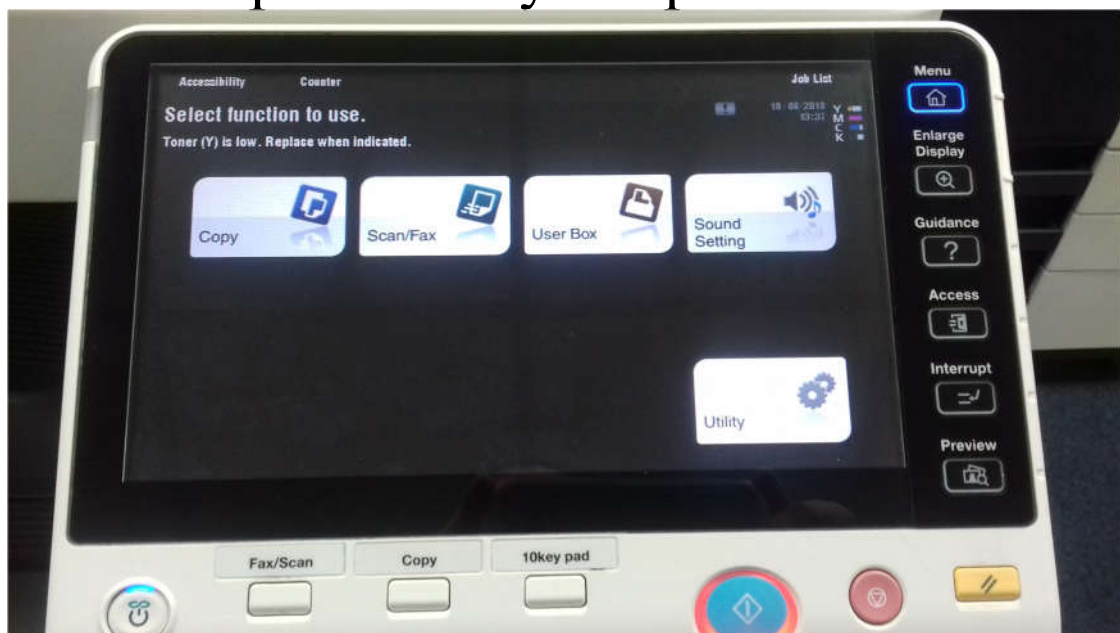 Accessibility Counter Job List
Select function to use.
Toner (Y) is low. Replace when indicated.
Y
M
C
K
Copy
Scan/Fax
User Box
Sound
Setting
Utility
Menu
Enlarge
Display
Guidance
?
Access
Interrupt
Preview
Fax/Scan
Copy
10key pad